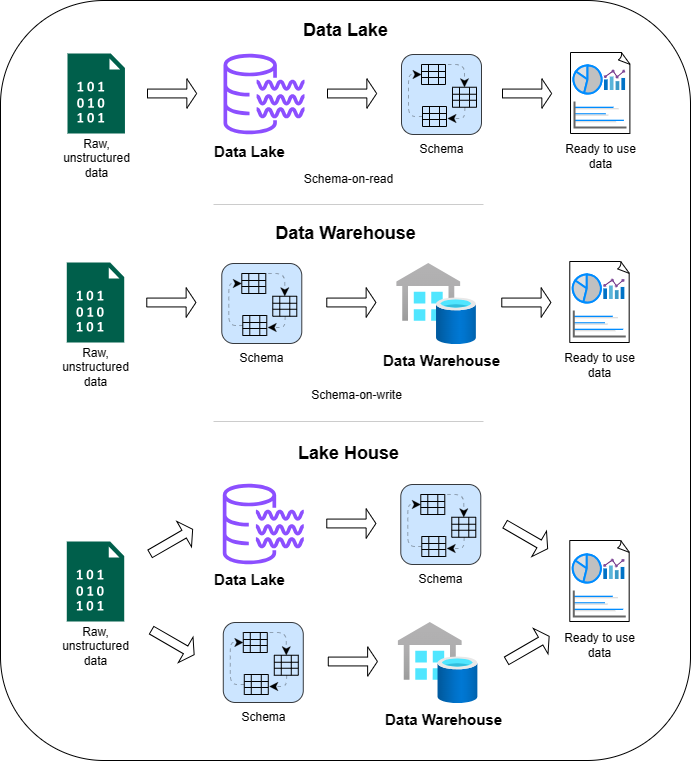 Data Lake
101
010
101
Raw,
unstructured
data
Data Lake
Schema
Ready to use
data
Schema-on-read
Data Warehouse
101
010
101
Raw,
unstructured
data
Schema
Data Warehouse
Ready to use
data
Schema-on-write
Lake House
Data Lake
Schema
101
010
101
Raw,
unstructured
data
Ready to use
data
Schema
Data Warehouse